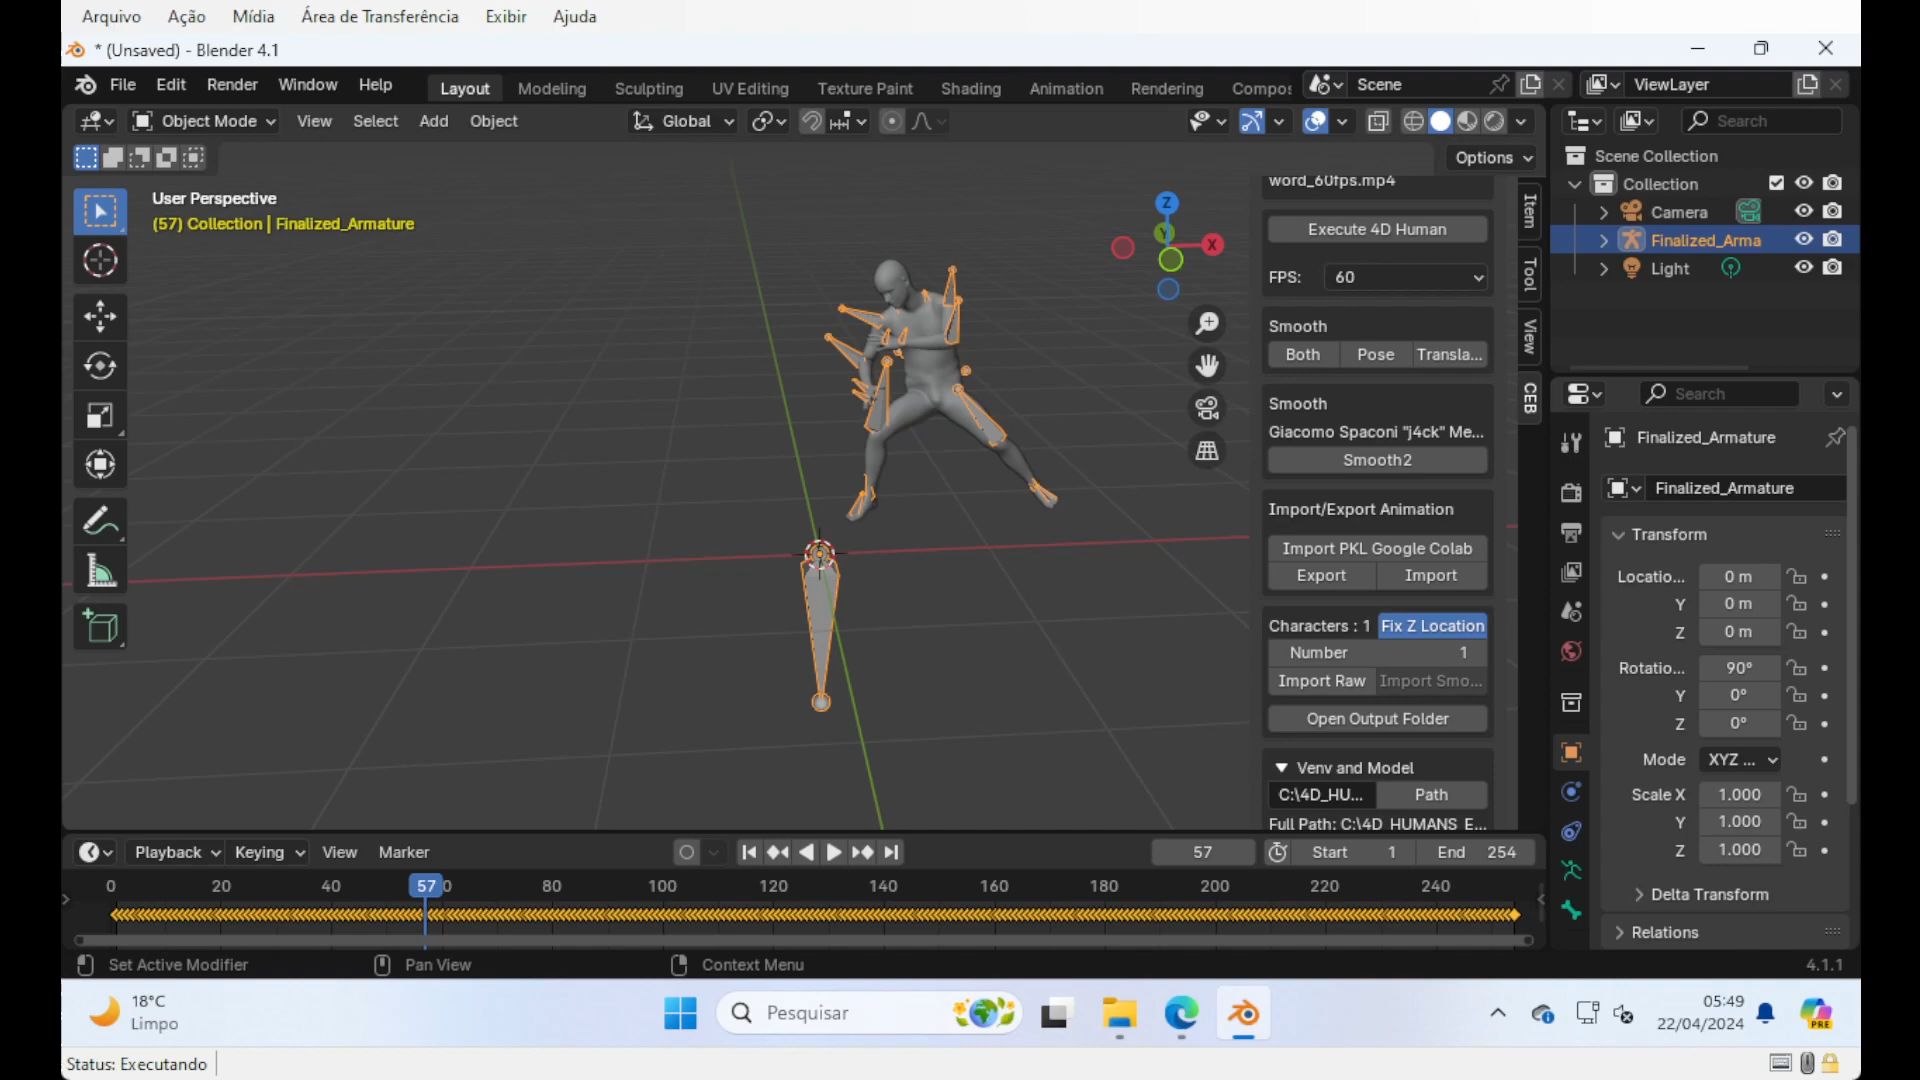 Arquivo Ação Mídia Área de Transferência Exibir Ajuda
* (Unsaved) - Blender 4.1
File Edit Render Window Help Layout Modeling Sculpting UV Editing Texture Paint Shading Animation Rendering Compos Scene ViewLayer
Object Mode View Select Add Object Global Search
Options
User Perspective
(57) Collection | Finalized_Armature
Z
Y
X
word_60fps.mp4
Execute 4D Human
FPS: 60
Smooth
Both Pose Transla...
Smooth
Giacomo Spaconi "j4ck" Me...
Smooth2
Import/Export Animation
Import PKL Google Colab
Export Import
Characters : 1 Fix Z Location
Number 1
Import Raw Import Smo...
Open Output Folder
Venv and Model
C:\4D_HU... Path
Full Path: C:\4D_HUMANS_E...
Item
Tool
View
CEB
Scene Collection
Collection
Camera
Finalized_Arma
Light
Search
Finalized_Armature
Finalized_Armature
Transform
Locatio... 0 m
Y 0 m
Z 0 m
Rotatio... 90°
Y 0°
Z 0°
Mode XYZ ...
Scale X 1.000
Y 1.000
Z 1.000
Delta Transform
Relations
Playback Keying View Marker 57 Start 1 End 254
0 20 40 57 0 80 100 120 140 160 180 200 220 240
Set Active Modifier Pan View Context Menu 4.1.1
18°C
Limpo
Pesquisar
05:49
22/04/2024
PRE
Status: Executando